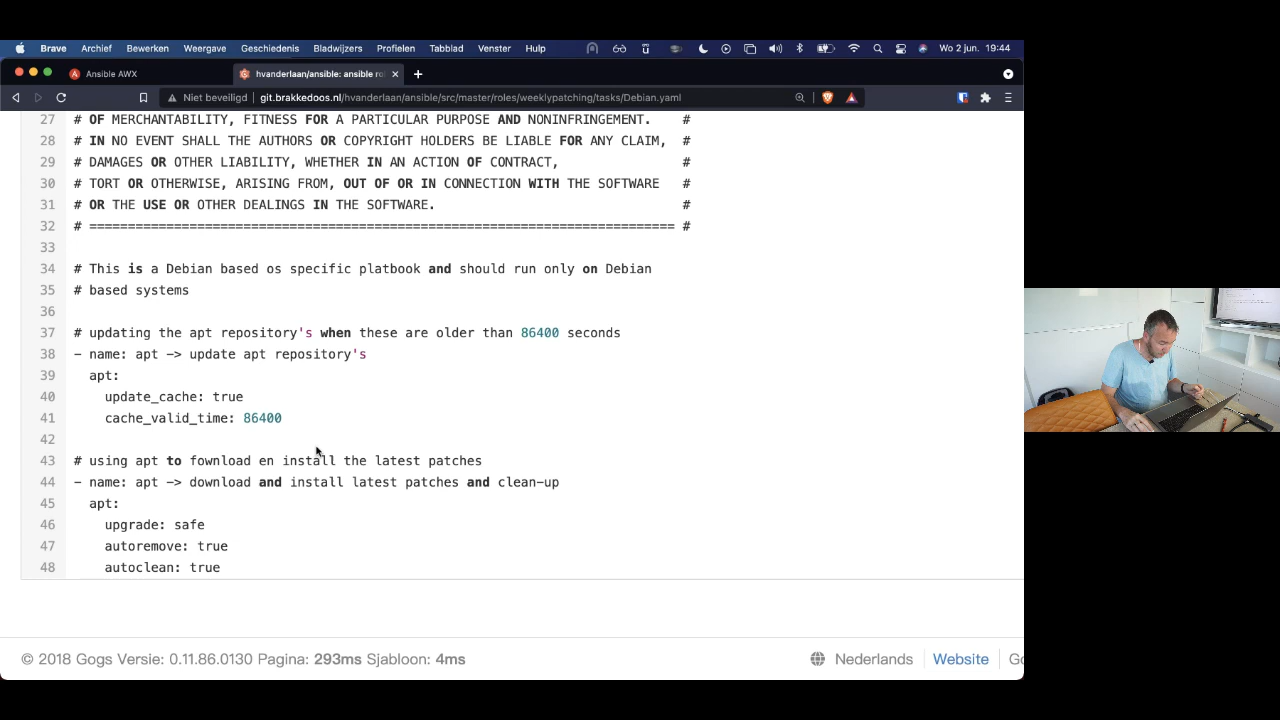 Brave Archief Bewerken Weergave Geschiedenis Bladwijzers Profielen Tabblad Venster Hulp Wo 2 jun. 19:44
Ansible AWX hvanderlaan/ansible: ansible ro
Niet beveiligd git.brakkedoos.nl/hvanderlaan/ansible/src/master/roles/weeklypatching/tasks/Debian.yaml
27 # OF MERCHANTABILITY, FITNESS FOR A PARTICULAR PURPOSE AND NONINFRINGEMENT. #
28 # IN NO EVENT SHALL THE AUTHORS OR COPYRIGHT HOLDERS BE LIABLE FOR ANY CLAIM, #
29 # DAMAGES OR OTHER LIABILITY, WHETHER IN AN ACTION OF CONTRACT, #
30 # TORT OR OTHERWISE, ARISING FROM, OUT OF OR IN CONNECTION WITH THE SOFTWARE #
31 # OR THE USE OR OTHER DEALINGS IN THE SOFTWARE. #
32 # ============================================================================ #
33
34 # This is a Debian based os specific platbook and should run only on Debian
35 # based systems
36
37 # updating the apt repository's when these are older than 86400 seconds
38 - name: apt -> update apt repository's
39 apt:
40 update_cache: true
41 cache_valid_time: 86400
42
43 # using apt to fownload en install the latest patches
44 - name: apt -> download and install latest patches and clean-up
45 apt:
46 upgrade: safe
47 autoremove: true
48 autoclean: true
© 2018 Gogs Versie: 0.11.86.0130 Pagina: 293ms Sjabloon: 4ms Nederlands Website Go